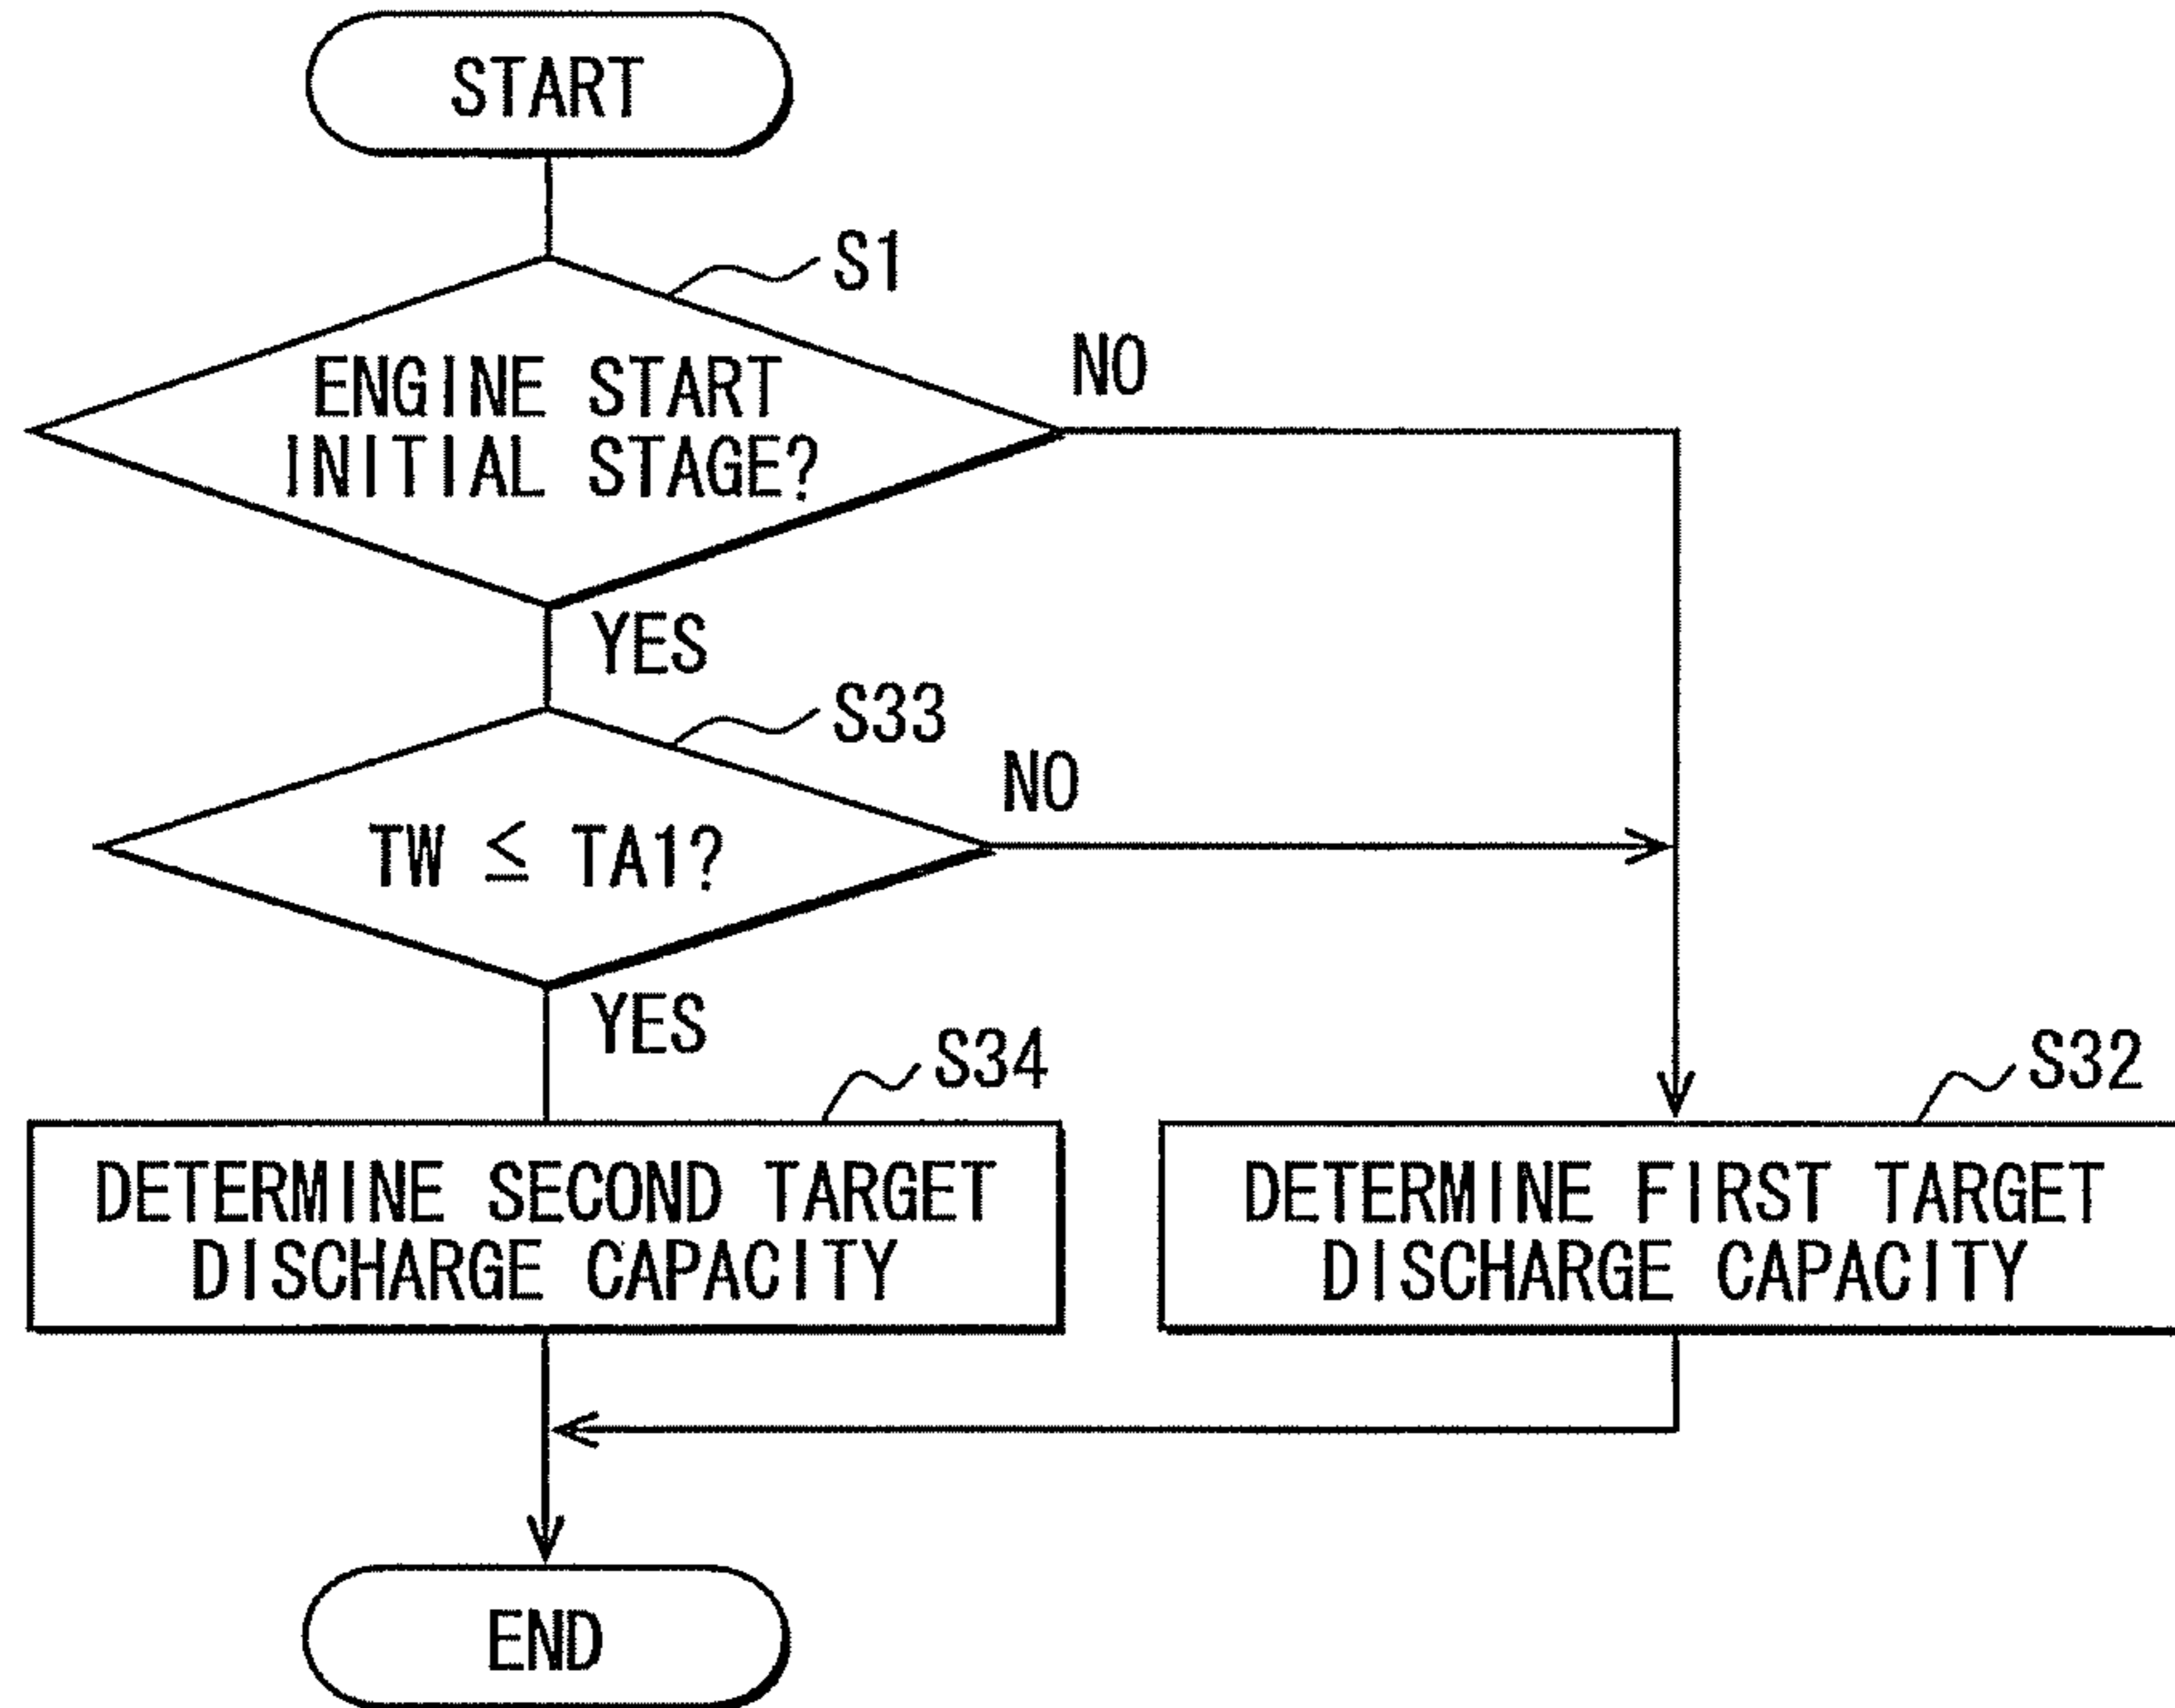 START
S1
ENGINE START
INITIAL STAGE?
NO
YES
S33
TW ≦ TA1?
NO
YES
S34
DETERMINE SECOND TARGET
DISCHARGE CAPACITY
S32
DETERMINE FIRST TARGET
DISCHARGE CAPACITY
END